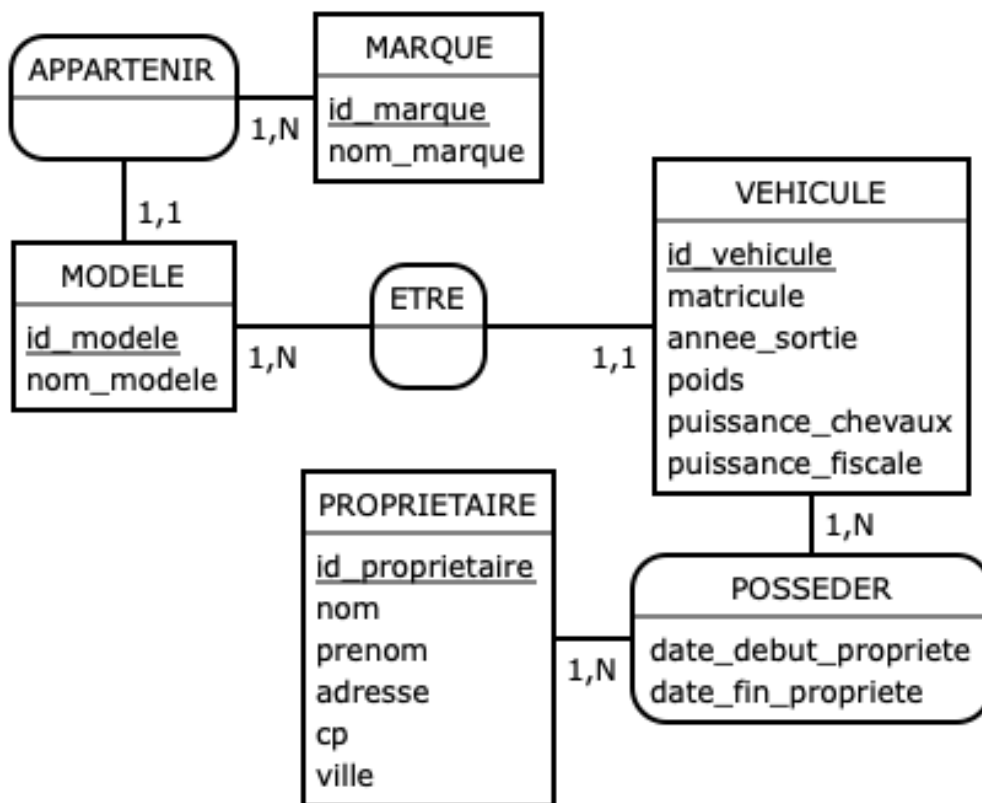 APPARTENIR
1,N
MARQUE
id_marque
nom_marque
1,1
MODELE
id_modele
nom_modele
1,N
ETRE
1,1
VEHICULE
id_vehicule
matricule
annee_sortie
poids
puissance_chevaux
puissance_fiscale
1,N
PROPRIETAIRE
id_proprietaire
nom
prenom
adresse
cp
ville
1,N
POSSEDER
date_debut_propriete
date_fin_propriete